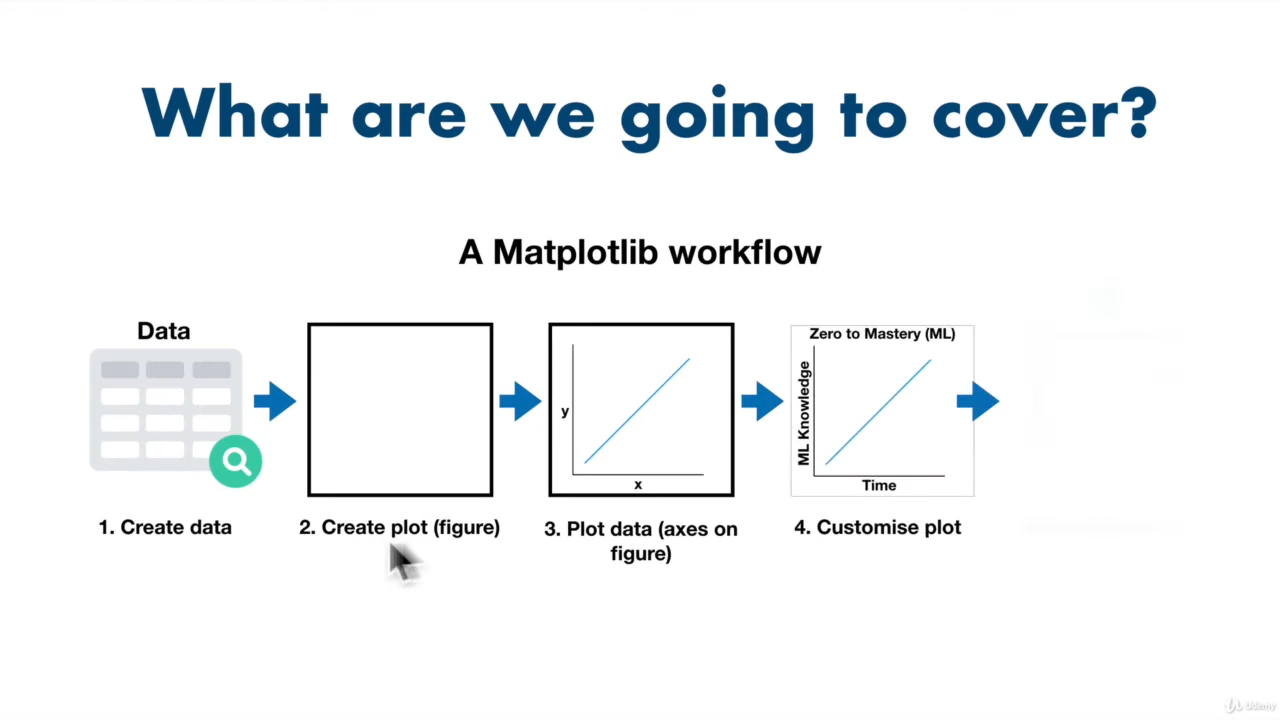 What are we going to cover?
A Matplotlib workflow
Data
1. Create data
2. Create plot (figure)
y
x
3. Plot data (axes on
figure)
Zero to Mastery (ML)
ML Knowledge
Time
4. Customise plot
Udemy